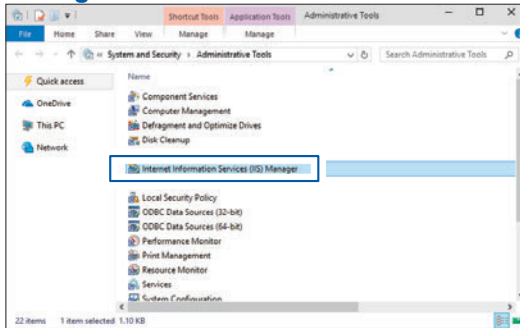 Shortcut Tools Application Tools Administrative Tools
File Home Share View Manage Manage
« System and Security › Administrative Tools Search Administrative Tools
Quick access
OneDrive
This PC
Network
Name
Component Services
Computer Management
Defragment and Optimize Drives
Disk Cleanup
Internet Information Services (IIS) Manager
Local Security Policy
ODBC Data Sources (32-bit)
ODBC Data Sources (64-bit)
Performance Monitor
Print Management
Resource Monitor
Services
System Configuration
22 items 1 item selected 1.10 KB